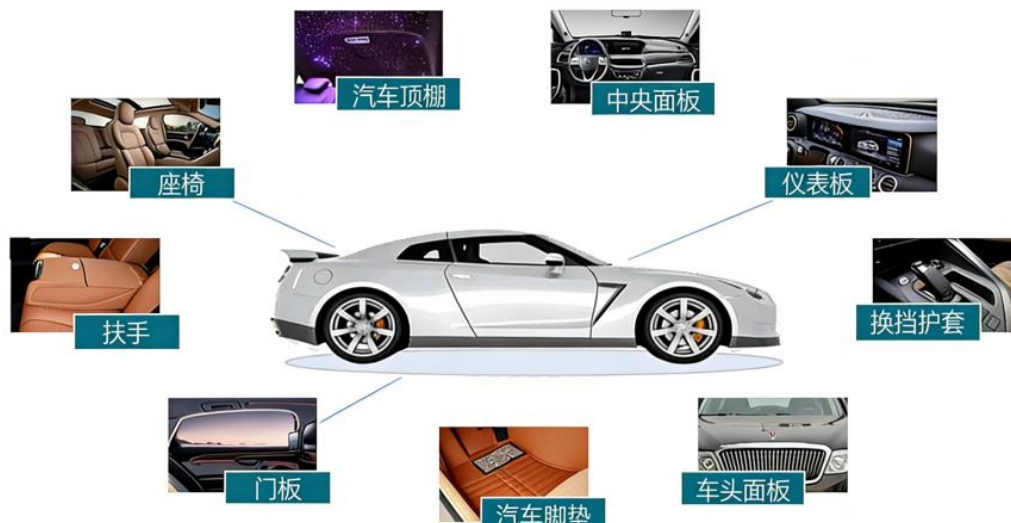 汽车顶棚
中央面板
座椅
仪表板
扶手
换挡护套
门板
车头面板
汽车脚垫